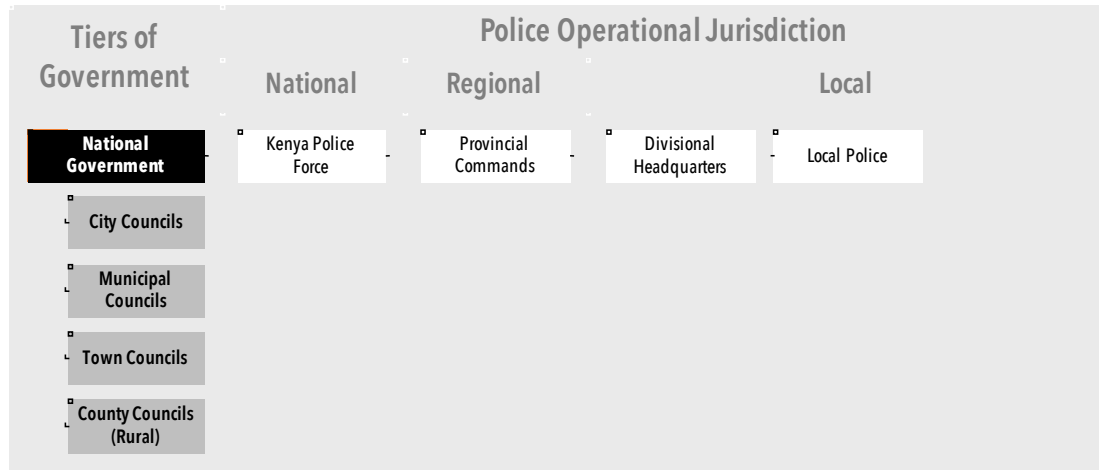 Tiers of
Government
Police Operational Jurisdiction
National
Regional
Local
National
Government
Kenya Police
Force
Provincial
Commands
Divisional
Headquarters
Local Police
City Councils
Municipal
Councils
Town Councils
County Councils
(Rural)